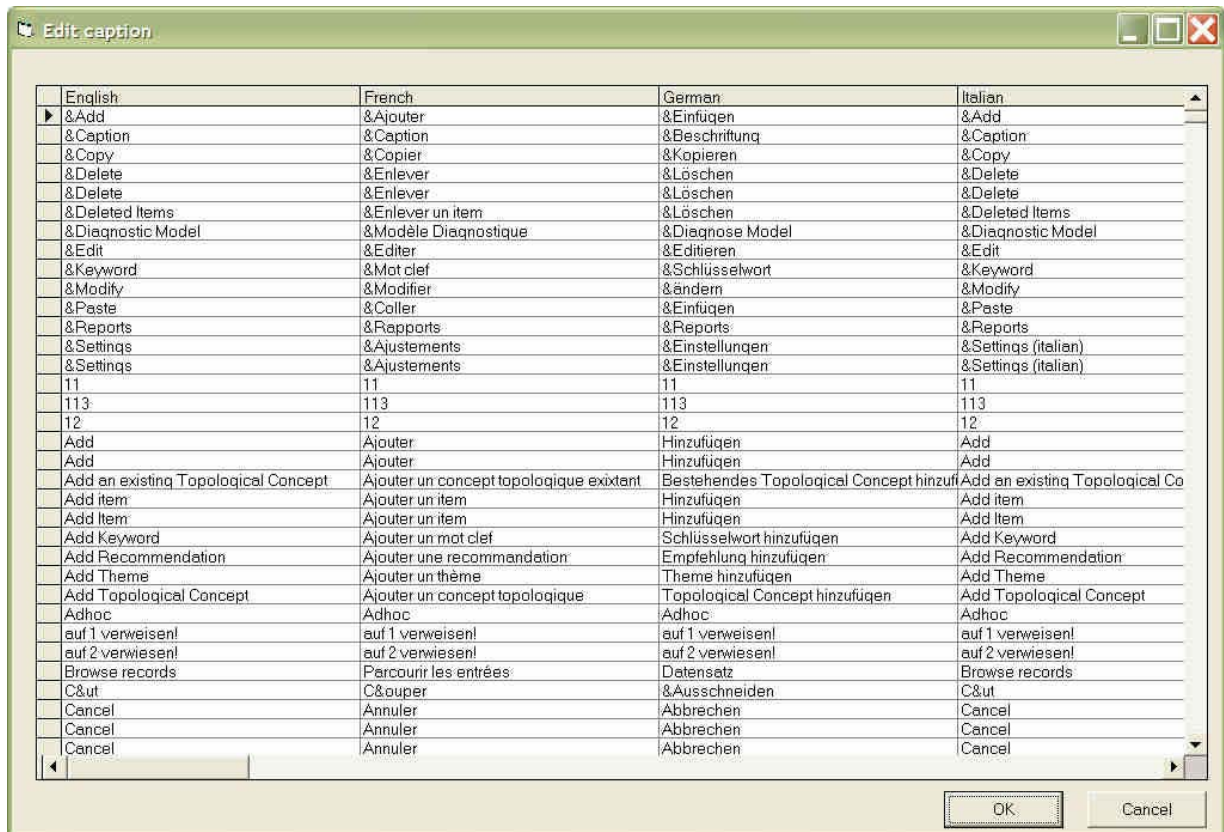 Edit caption
English French German Italian
&Add &Ajouter &Einfügen &Add
&Caption &Caption &Beschriftung &Caption
&Copy &Copier &Kopieren &Copy
&Delete &Enlever &Löschen &Delete
&Delete &Enlever &Löschen &Delete
&Deleted Items &Enlever un item &Löschen &Deleted Items
&Diagnostic Model &Modèle Diagnostique &Diagnose Model &Diagnostic Model
&Edit &Editer &Editieren &Edit
&Keyword &Mot clef &Schlüsselwort &Keyword
&Modify &Modifier &ändern &Modify
&Paste &Coller &Einfügen &Paste
&Reports &Rapports &Reports &Reports
&Settings &Ajustements &Einstellungen &Settings (italian)
&Settings &Ajustements &Einstellungen &Settings (italian)
11 11 11 11
113 113 113 113
12 12 12 12
Add Ajouter Hinzufügen Add
Add Ajouter Hinzufügen Add
Add an existing Topological Concept Ajouter un concept topologique exixtant Bestehendes Topological Concept hinzufü Add an existing Topological Co
Add item Ajouter un item Hinzufügen Add item
Add Item Ajouter un item Hinzufügen Add Item
Add Keyword Ajouter un mot clef Schlüsselwort hinzufügen Add Keyword
Add Recommendation Ajouter une recommandation Empfehlung hinzufügen Add Recommendation
Add Theme Ajouter un thème Theme hinzufügen Add Theme
Add Topological Concept Ajouter un concept topologique Topological Concept hinzufügen Add Topological Concept
Adhoc Adhoc Adhoc Adhoc
auf 1 verweisen! auf 1 verweisen! auf 1 verweisen! auf 1 verweisen!
auf 2 verwiesen! auf 2 verwiesen! auf 2 verwiesen! auf 2 verwiesen!
Browse records Parcourir les entrées Datensatz Browse records
C&ut C&ouper &Ausschneiden C&ut
Cancel Annuler Abbrechen Cancel
Cancel Annuler Abbrechen Cancel
Cancel Annuler Abbrechen Cancel
OK Cancel